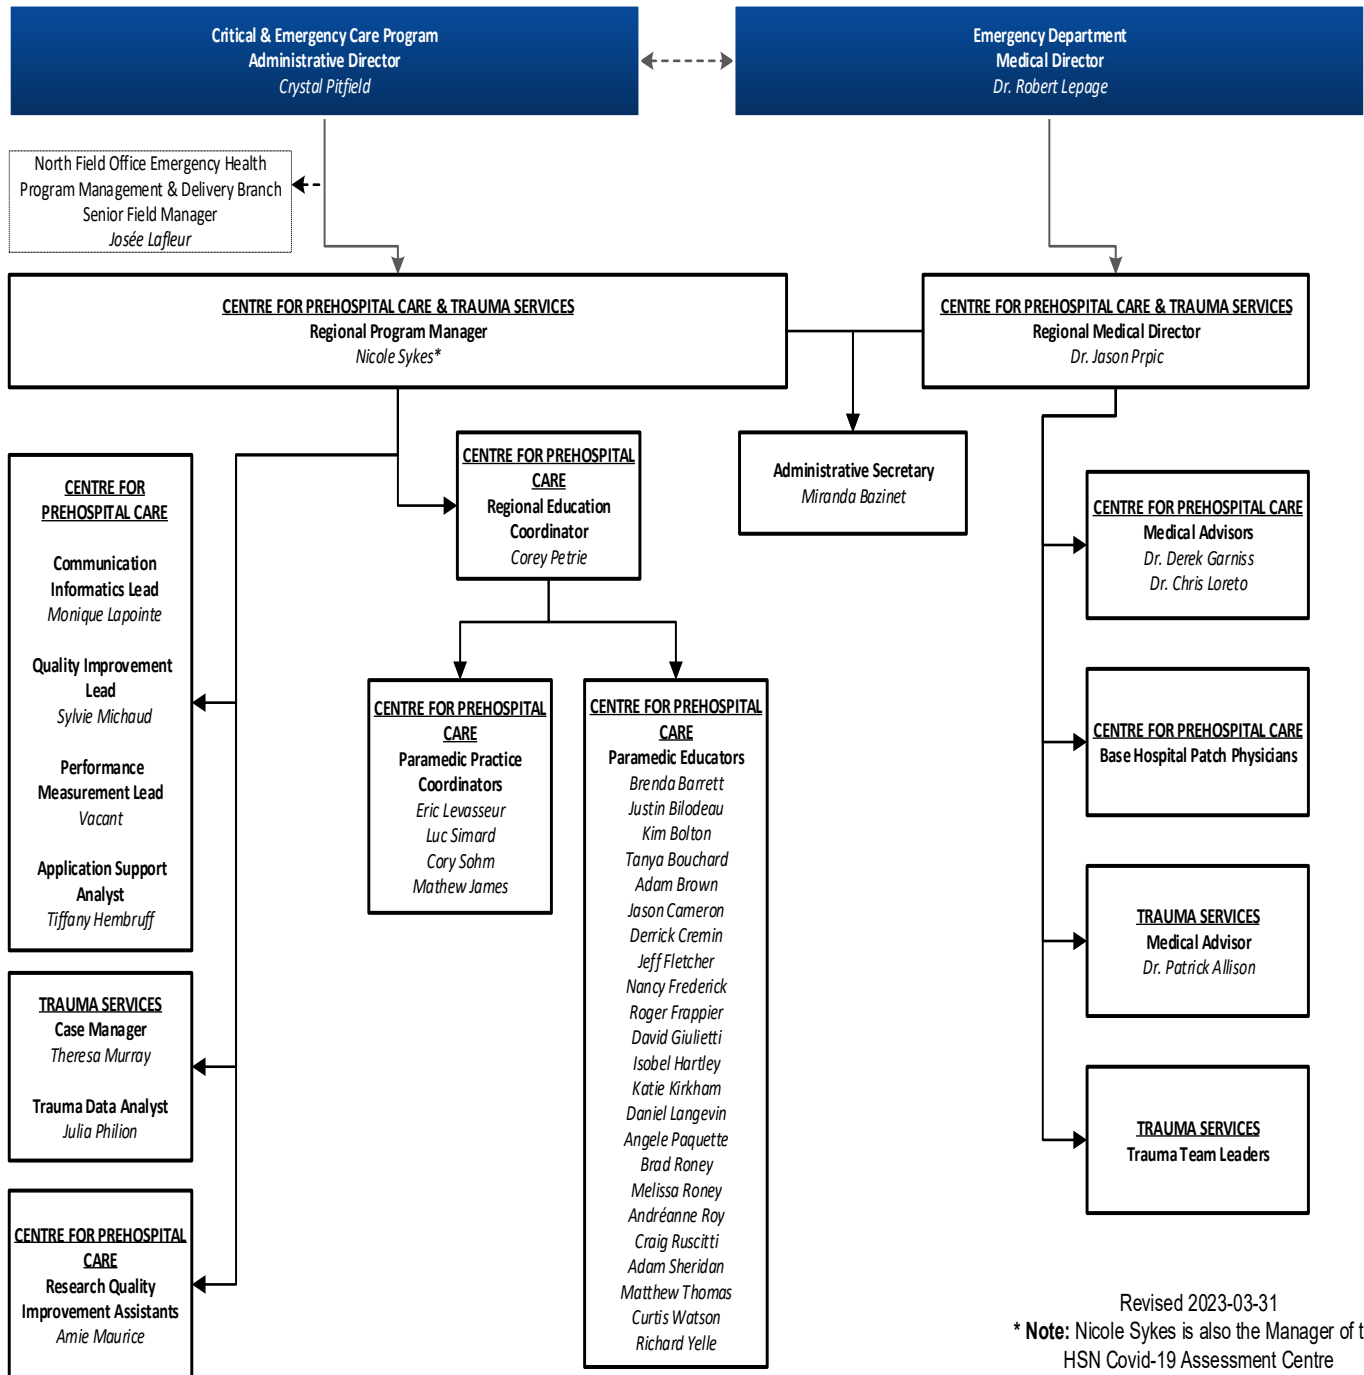 Critical & Emergency Care Program
Administrative Director
Crystal Pitfield
Emergency Department
Medical Director
Dr. Robert Lepage
North Field Office Emergency Health
Program Management & Delivery Branch
Senior Field Manager
Josée Lafleur
CENTRE FOR PREHOSPITAL CARE & TRAUMA SERVICES
Regional Program Manager
Nicole Sykes*
CENTRE FOR PREHOSPITAL CARE & TRAUMA SERVICES
Regional Medical Director
Dr. Jason Prpic
Administrative Secretary
Miranda Bazinet
CENTRE FOR PREHOSPITAL
CARE
Regional Education
Coordinator
Corey Petrie
CENTRE FOR
PREHOSPITAL CARE
Communication
Informatics Lead
Monique Lapointe
Quality Improvement
Lead
Sylvie Michaud
Performance
Measurement Lead
Vacant
Application Support
Analyst
Tiffany Hembruff
TRAUMA SERVICES
Case Manager
Theresa Murray
Trauma Data Analyst
Julia Philion
CENTRE FOR PREHOSPITAL
CARE
Research Quality
Improvement Assistants
Amie Maurice
CENTRE FOR PREHOSPITAL
CARE
Paramedic Practice
Coordinators
Eric Levasseur
Luc Simard
Cory Sohm
Mathew James
CENTRE FOR PREHOSPITAL
CARE
Paramedic Educators
Brenda Barrett
Justin Bilodeau
Kim Bolton
Tanya Bouchard
Adam Brown
Jason Cameron
Derrick Cremin
Jeff Fletcher
Nancy Frederick
Roger Frappier
David Giulietti
Isobel Hartley
Katie Kirkham
Daniel Langevin
Angele Paquette
Brad Roney
Melissa Roney
Andréanne Roy
Craig Ruscitti
Adam Sheridan
Matthew Thomas
Curtis Watson
Richard Yelle
CENTRE FOR PREHOSPITAL CARE
Medical Advisors
Dr. Derek Garniss
Dr. Chris Loreto
CENTRE FOR PREHOSPITAL CARE
Base Hospital Patch Physicians
TRAUMA SERVICES
Medical Advisor
Dr. Patrick Allison
TRAUMA SERVICES
Trauma Team Leaders
Revised 2023-03-31
* Note: Nicole Sykes is also the Manager of t
HSN Covid-19 Assessment Centre